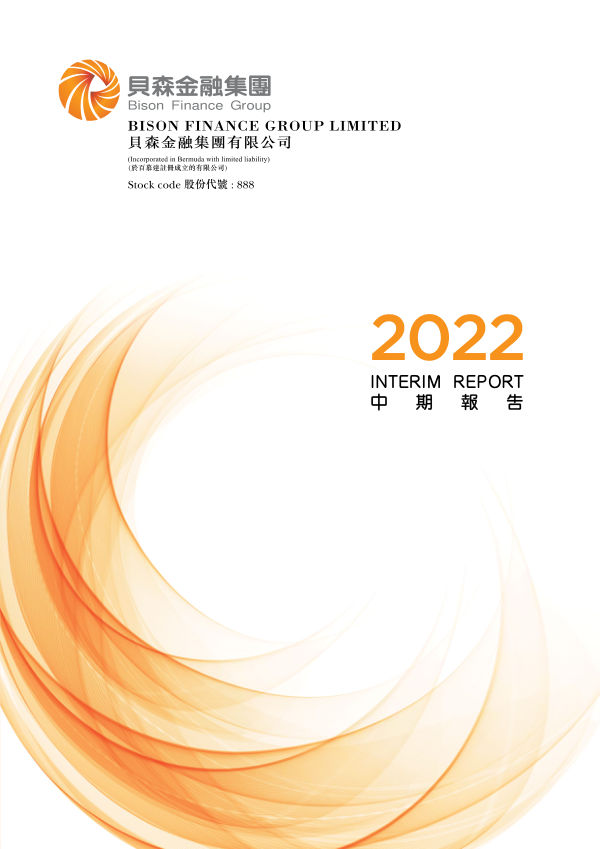 貝森金融集團
Bison Finance Group
BISON FINANCE GROUP LIMITED
貝森金融集團有限公司
(Incorporated in Bermuda with limited liability)
(於百慕達註冊成立的有限公司)
Stock code 股份代號 : 888
2022
INTERIM REPORT
中期報告